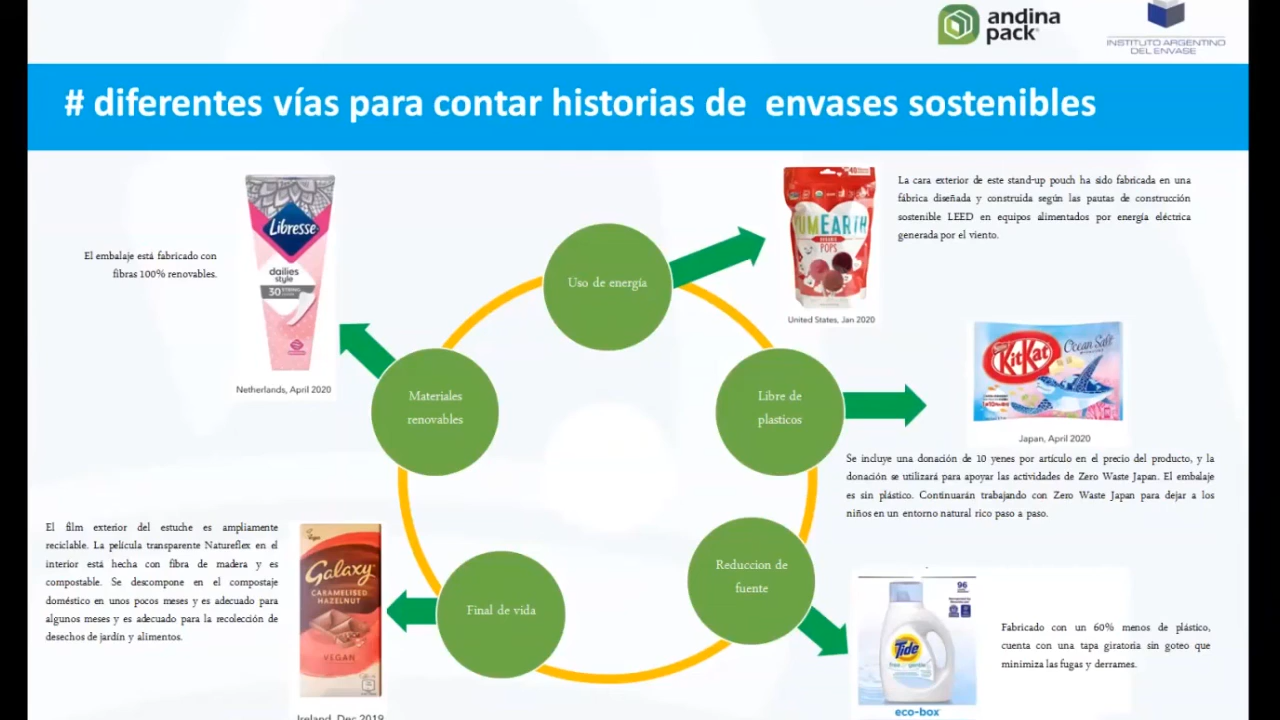 andina
pack
INSTITUTO ARGENTINO
DEL ENVASE
# diferentes vías para contar historias de envases sostenibles
Libresse
dailies
style
30
El embalaje está fabricado con
fibras 100% renovables.
Netherlands, April 2020
Uso de energía
YUMEARTH
POPS
United States, Jan 2020
La cara exterior de este stand-up pouch ha sido fabricada en una
fábrica diseñada y construida según las pautas de construcción
sostenible LEED en equipos alimentados por energía eléctrica
generada por el viento.
Materiales
renovables
Libre de
plasticos
KitKat
Ocean Salt
Japan, April 2020
Se incluye una donación de 10 yenes por artículo en el precio del producto, y la
donación se utilizará para apoyar las actividades de Zero Waste Japan. El embalaje
es sin plástico. Continuarán trabajando con Zero Waste Japan para dejar a los
niños en un entorno natural rico paso a paso.
El film exterior del estuche es ampliamente
reciclable. La película transparente Natureflex en el
interior está hecha con fibra de madera y es
compostable. Se descompone en el compostaje
doméstico en unos pocos meses y es adecuado para
algunos meses y es adecuado para la recolección de
desechos de jardín y alimentos.
Galaxy
CARAMELISED
HAZELNUT
VEGAN
Ireland, Dec 2019
Final de vida
Reduccion de
fuente
96
Tide
eco-box
Fabricado con un 60% menos de plástico,
cuenta con una tapa giratoria sin goteo que
minimiza las fugas y derrames.